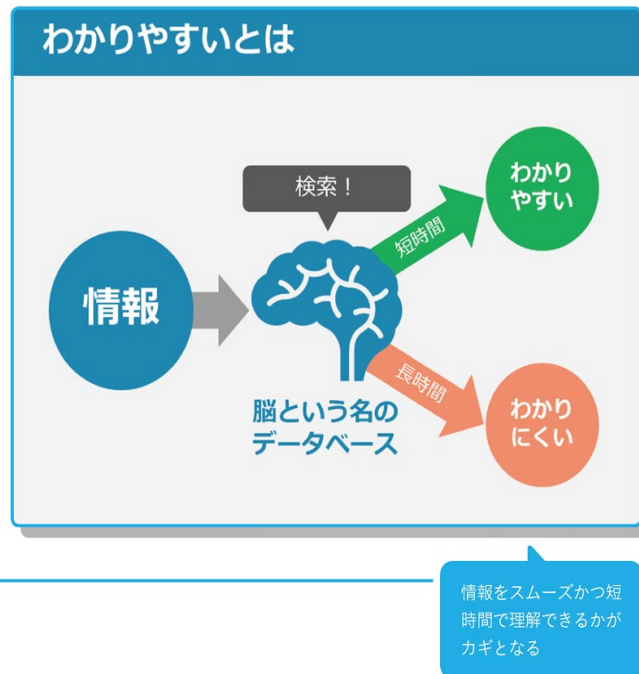 わかりやすいとは
検索！
情報
短時間
わかり
やすい
長時間
わかり
にくい
脳という名の
データベース
情報をスムーズかつ短
時間で理解できるかが
カギとなる